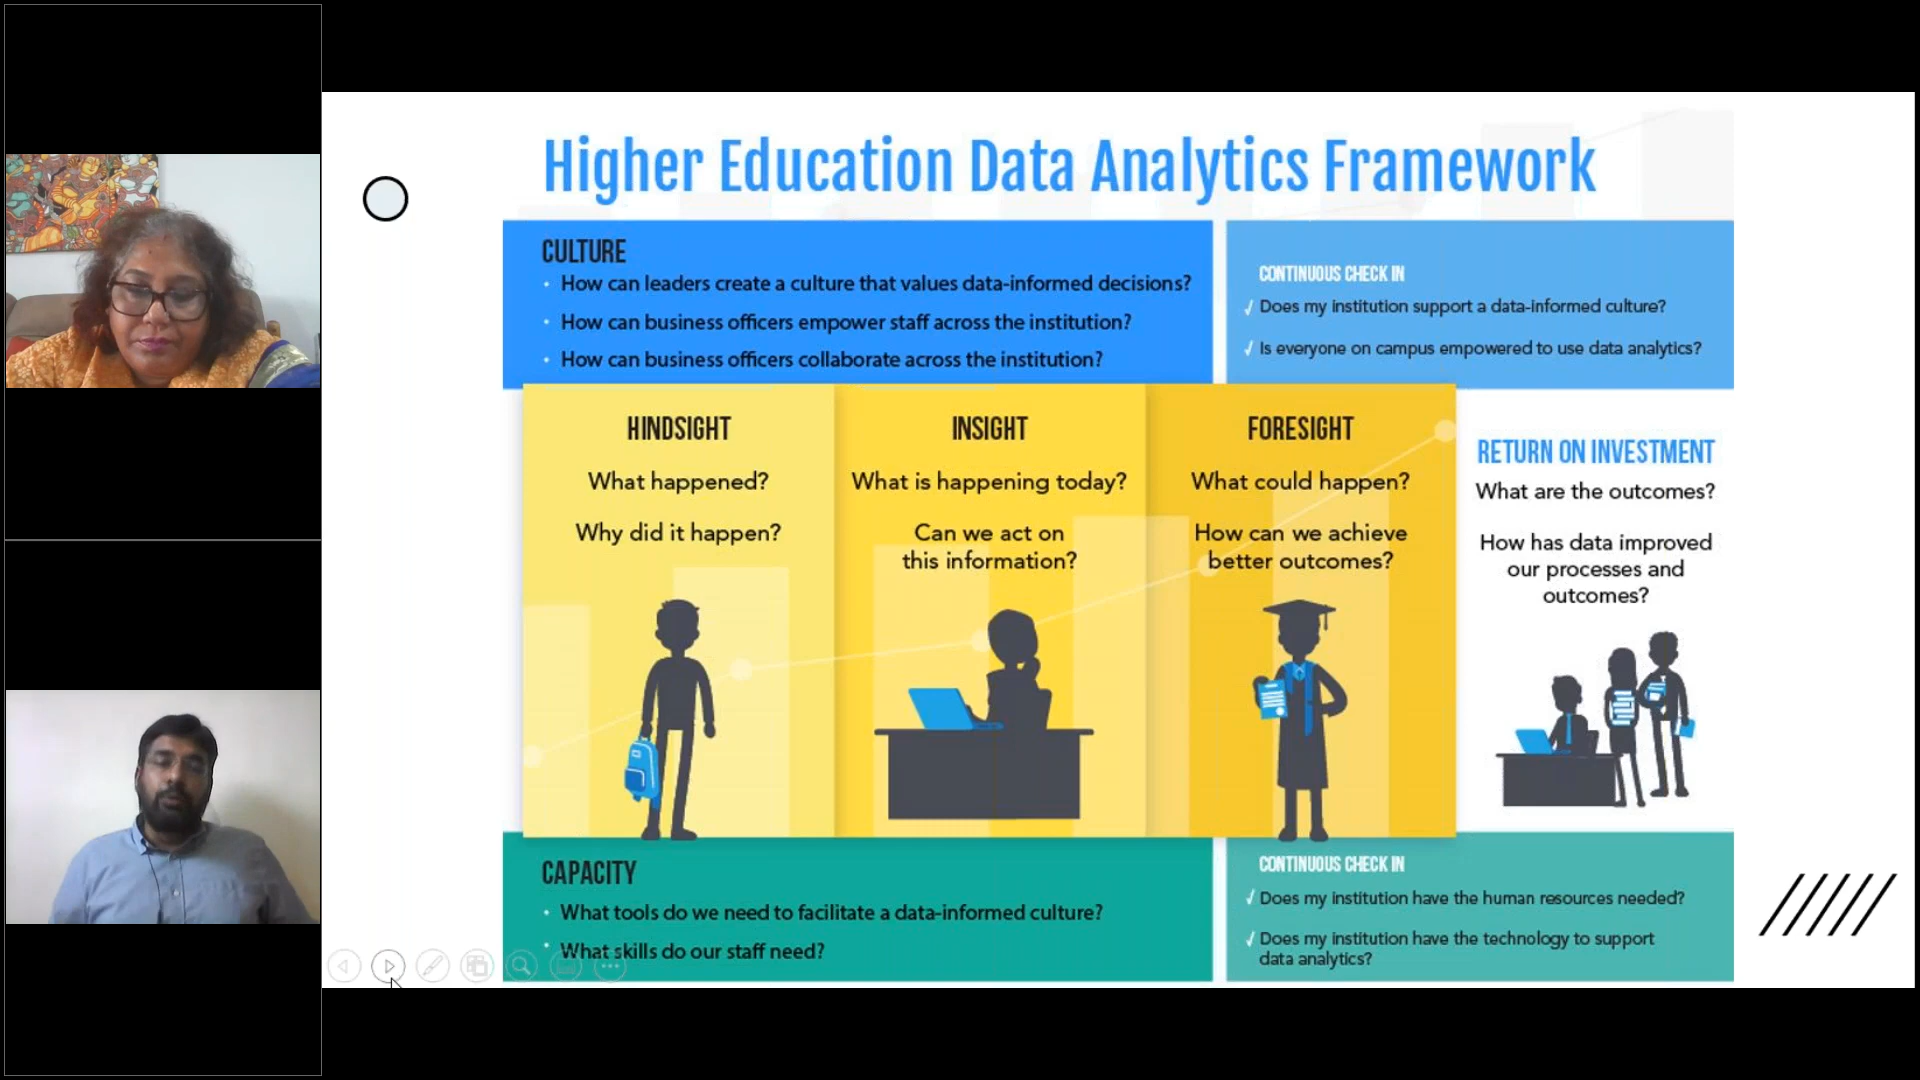 Higher Education Data Analytics Framework
CULTURE
• How can leaders create a culture that values data-informed decisions?
• How can business officers empower staff across the institution?
• How can business officers collaborate across the institution?
CONTINUOUS CHECK IN
✓ Does my institution support a data-informed culture?
✓ Is everyone on campus empowered to use data analytics?
HINDSIGHT
What happened?
Why did it happen?
INSIGHT
What is happening today?
Can we act on
this information?
FORESIGHT
What could happen?
How can we achieve
better outcomes?
RETURN ON INVESTMENT
What are the outcomes?
How has data improved
our processes and
outcomes?
CAPACITY
• What tools do we need to facilitate a data-informed culture?
• What skills do our staff need?
CONTINUOUS CHECK IN
✓ Does my institution have the human resources needed?
✓ Does my institution have the technology to support
data analytics?